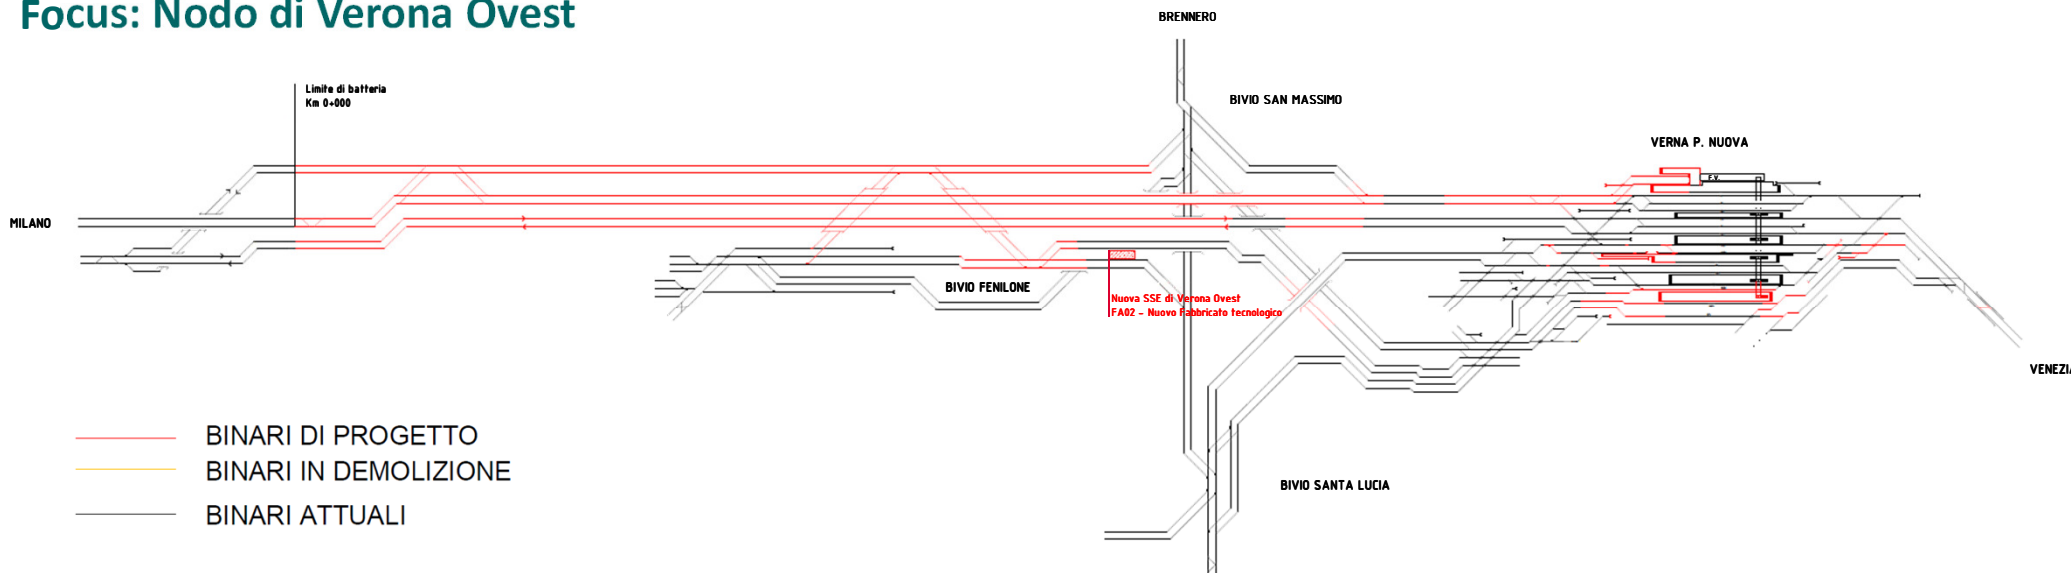 Focus: Nodo di Verona Ovest
BRENNERO
Limite di batteria
Km 0+000
BIVIO SAN MASSIMO
VERNA P. NUOVA
F.V.
MILANO
BIVIO FENILONE
Nuova SSE di Verona Ovest
FA02 - Nuovo Fabbricato tecnologico
VENEZIA
BINARI DI PROGETTO
BINARI IN DEMOLIZIONE
BINARI ATTUALI
BIVIO SANTA LUCIA